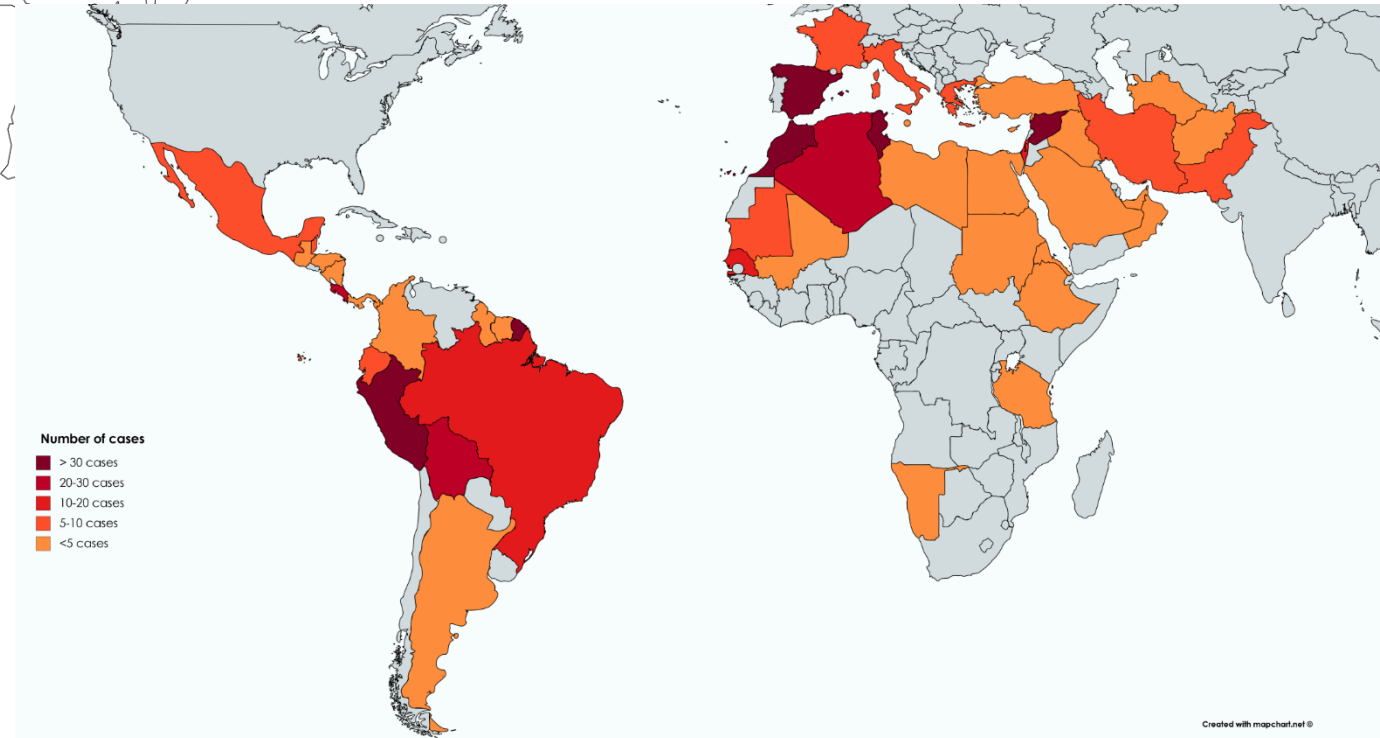 Number of cases
> 30 cases
20-30 cases
10-20 cases
5-10 cases
<5 cases
Created with mapchart.net ©